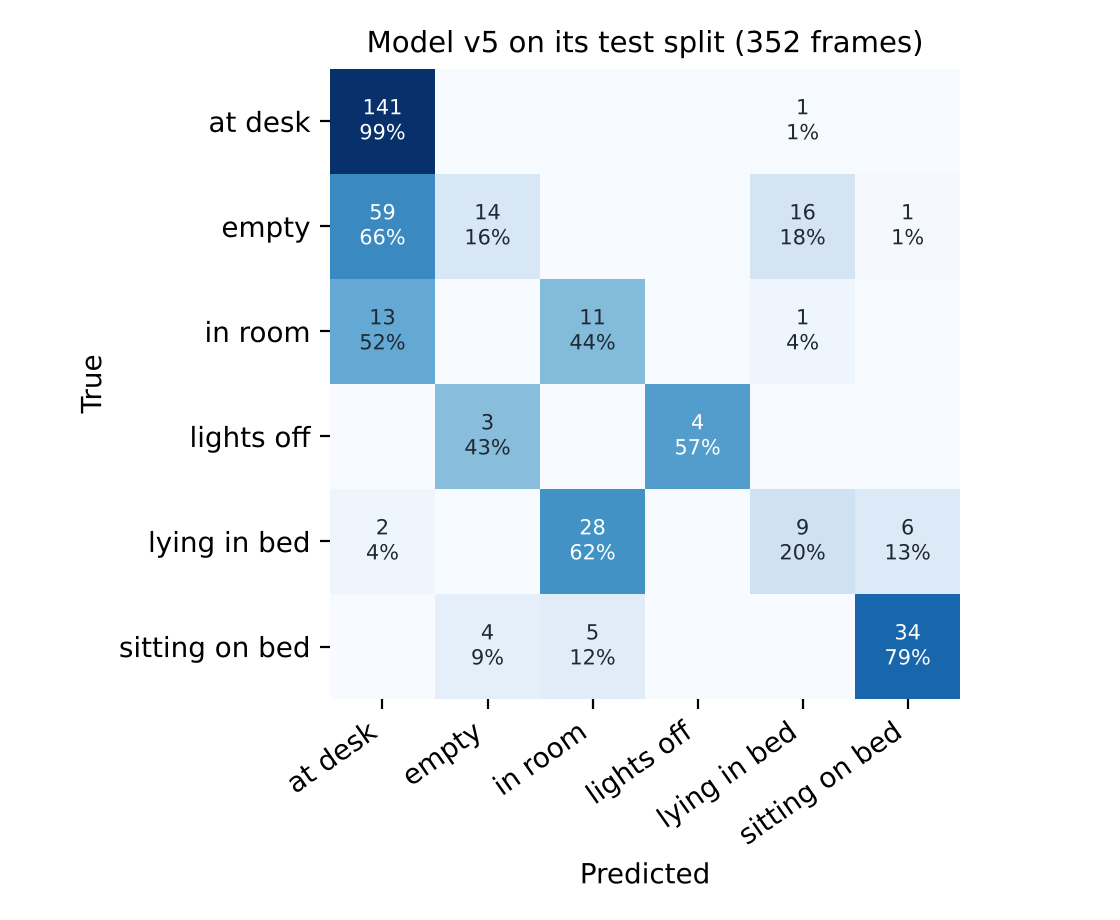 Model v5 on its test split (352 frames)
True
at desk
141
99%
1
1%
empty
59
66%
14
16%
16
18%
1
1%
in room
13
52%
11
44%
1
4%
lights off
3
43%
4
57%
lying in bed
2
4%
28
62%
9
20%
6
13%
sitting on bed
4
9%
5
12%
34
79%
at desk
empty
in room
lights off
lying in bed
sitting on bed
Predicted